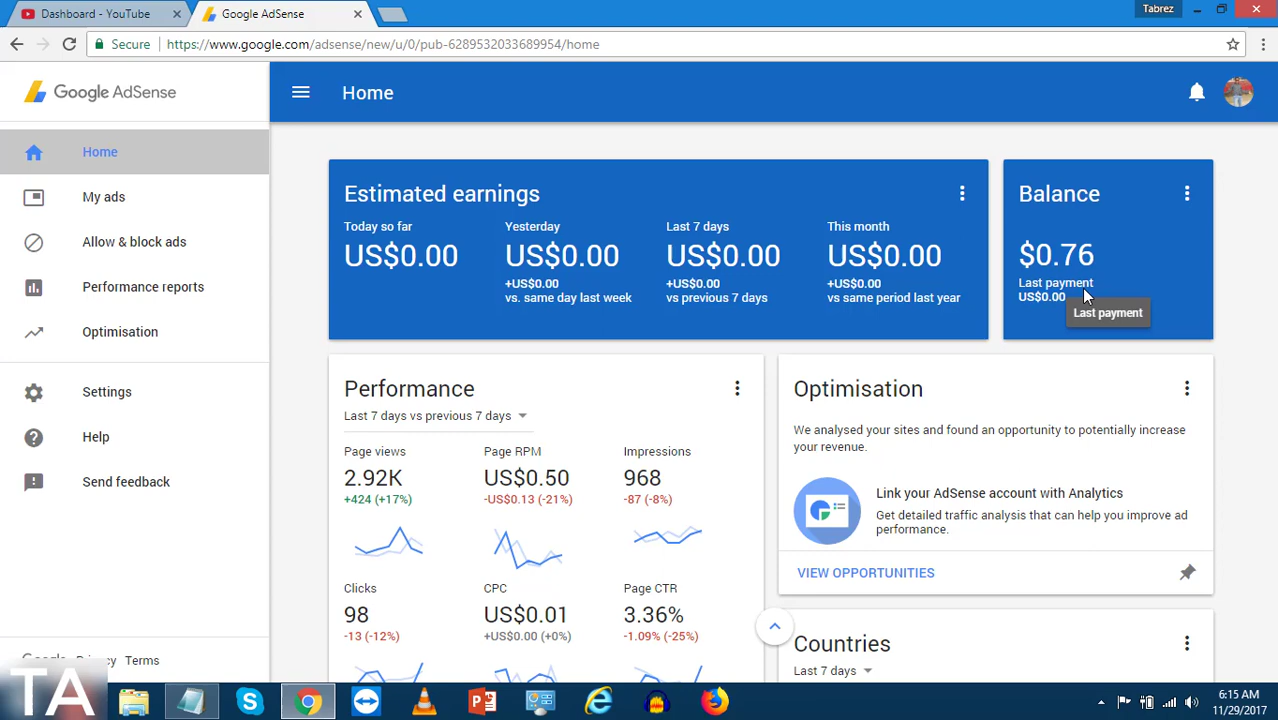 Dashboard - YouTube
Google AdSense
Tabrez
Secure
https://www.google.com/adsense/new/u/0/pub-6289532033689954/home
Google AdSense
Home
Home
My ads
Allow & block ads
Performance reports
Optimisation
Settings
Help
Send feedback
Google Privacy Terms
Estimated earnings
Today so far
US$0.00
Yesterday
US$0.00
+US$0.00
vs. same day last week
Last 7 days
US$0.00
+US$0.00
vs previous 7 days
This month
US$0.00
+US$0.00
vs same period last year
Balance
$0.76
Last payment
US$0.00
Last payment
Performance
Last 7 days vs previous 7 days
Page views
2.92K
+424 (+17%)
Page RPM
US$0.50
-US$0.13 (-21%)
Impressions
968
-87 (-8%)
Clicks
98
-13 (-12%)
CPC
US$0.01
+US$0.00 (+0%)
Page CTR
3.36%
-1.09% (-25%)
Optimisation
We analysed your sites and found an opportunity to potentially increase
your revenue.
Link your AdSense account with Analytics
Get detailed traffic analysis that can help you improve ad
performance.
VIEW OPPORTUNITIES
Countries
Last 7 days
TA
6:15 AM
11/29/2017